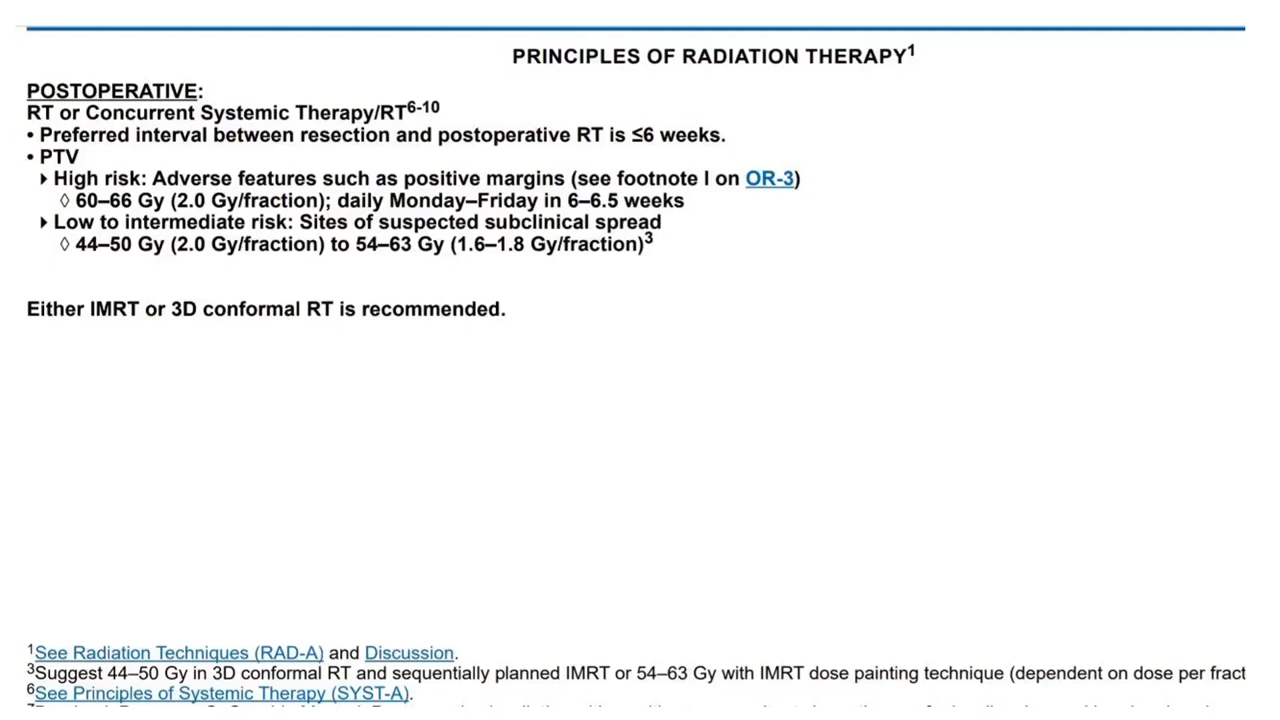 PRINCIPLES OF RADIATION THERAPY1
POSTOPERATIVE:
RT or Concurrent Systemic Therapy/RT6-10
• Preferred interval between resection and postoperative RT is ≤6 weeks.
• PTV
‣ High risk: Adverse features such as positive margins (see footnote l on OR-3)
◊ 60–66 Gy (2.0 Gy/fraction); daily Monday–Friday in 6–6.5 weeks
‣ Low to intermediate risk: Sites of suspected subclinical spread
◊ 44–50 Gy (2.0 Gy/fraction) to 54–63 Gy (1.6–1.8 Gy/fraction)3
Either IMRT or 3D conformal RT is recommended.
1See Radiation Techniques (RAD-A) and Discussion.
3Suggest 44–50 Gy in 3D conformal RT and sequentially planned IMRT or 54–63 Gy with IMRT dose painting technique (dependent on dose per fract
6See Principles of Systemic Therapy (SYST-A).